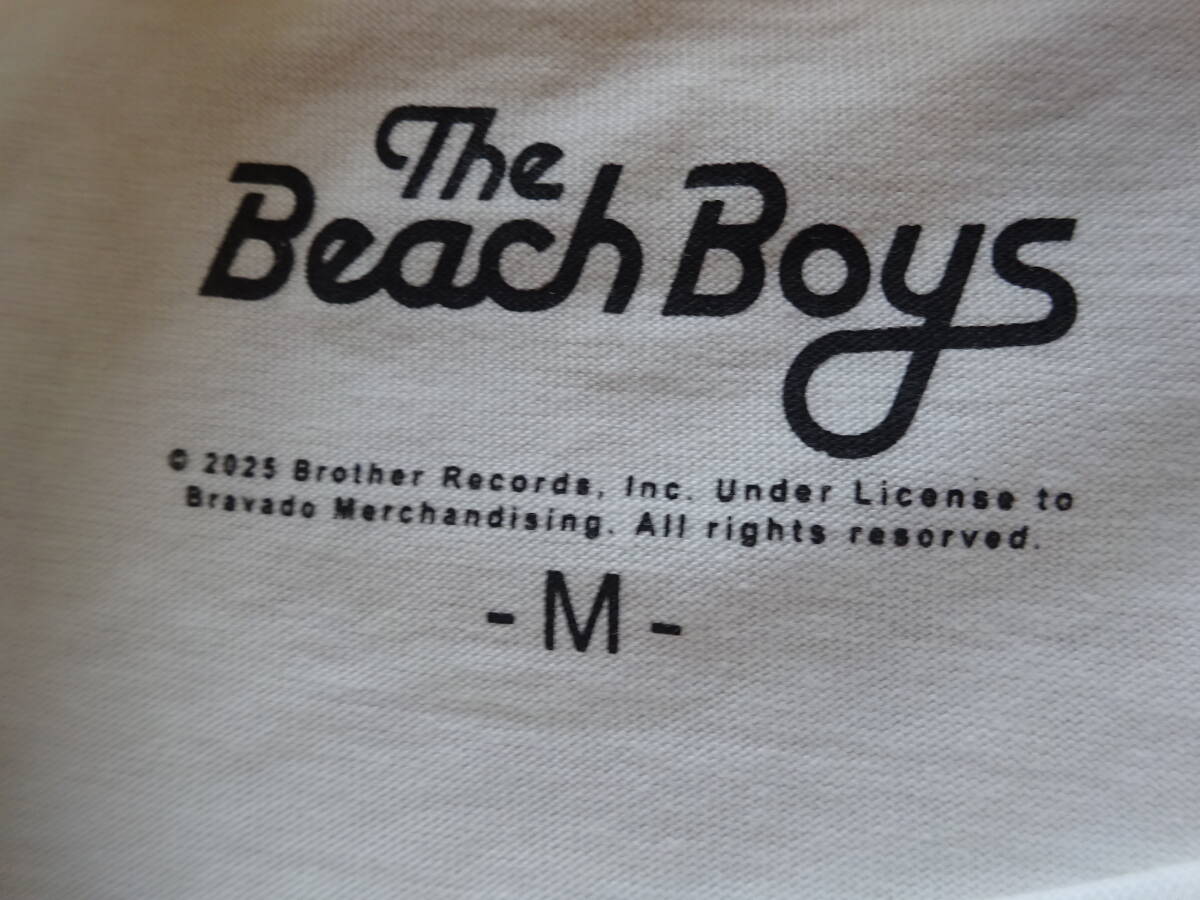 The
Beach Boys
© 2025 Brother Records, Inc. Under License to
Bravado Merchandising. All rights reserved.
- M -